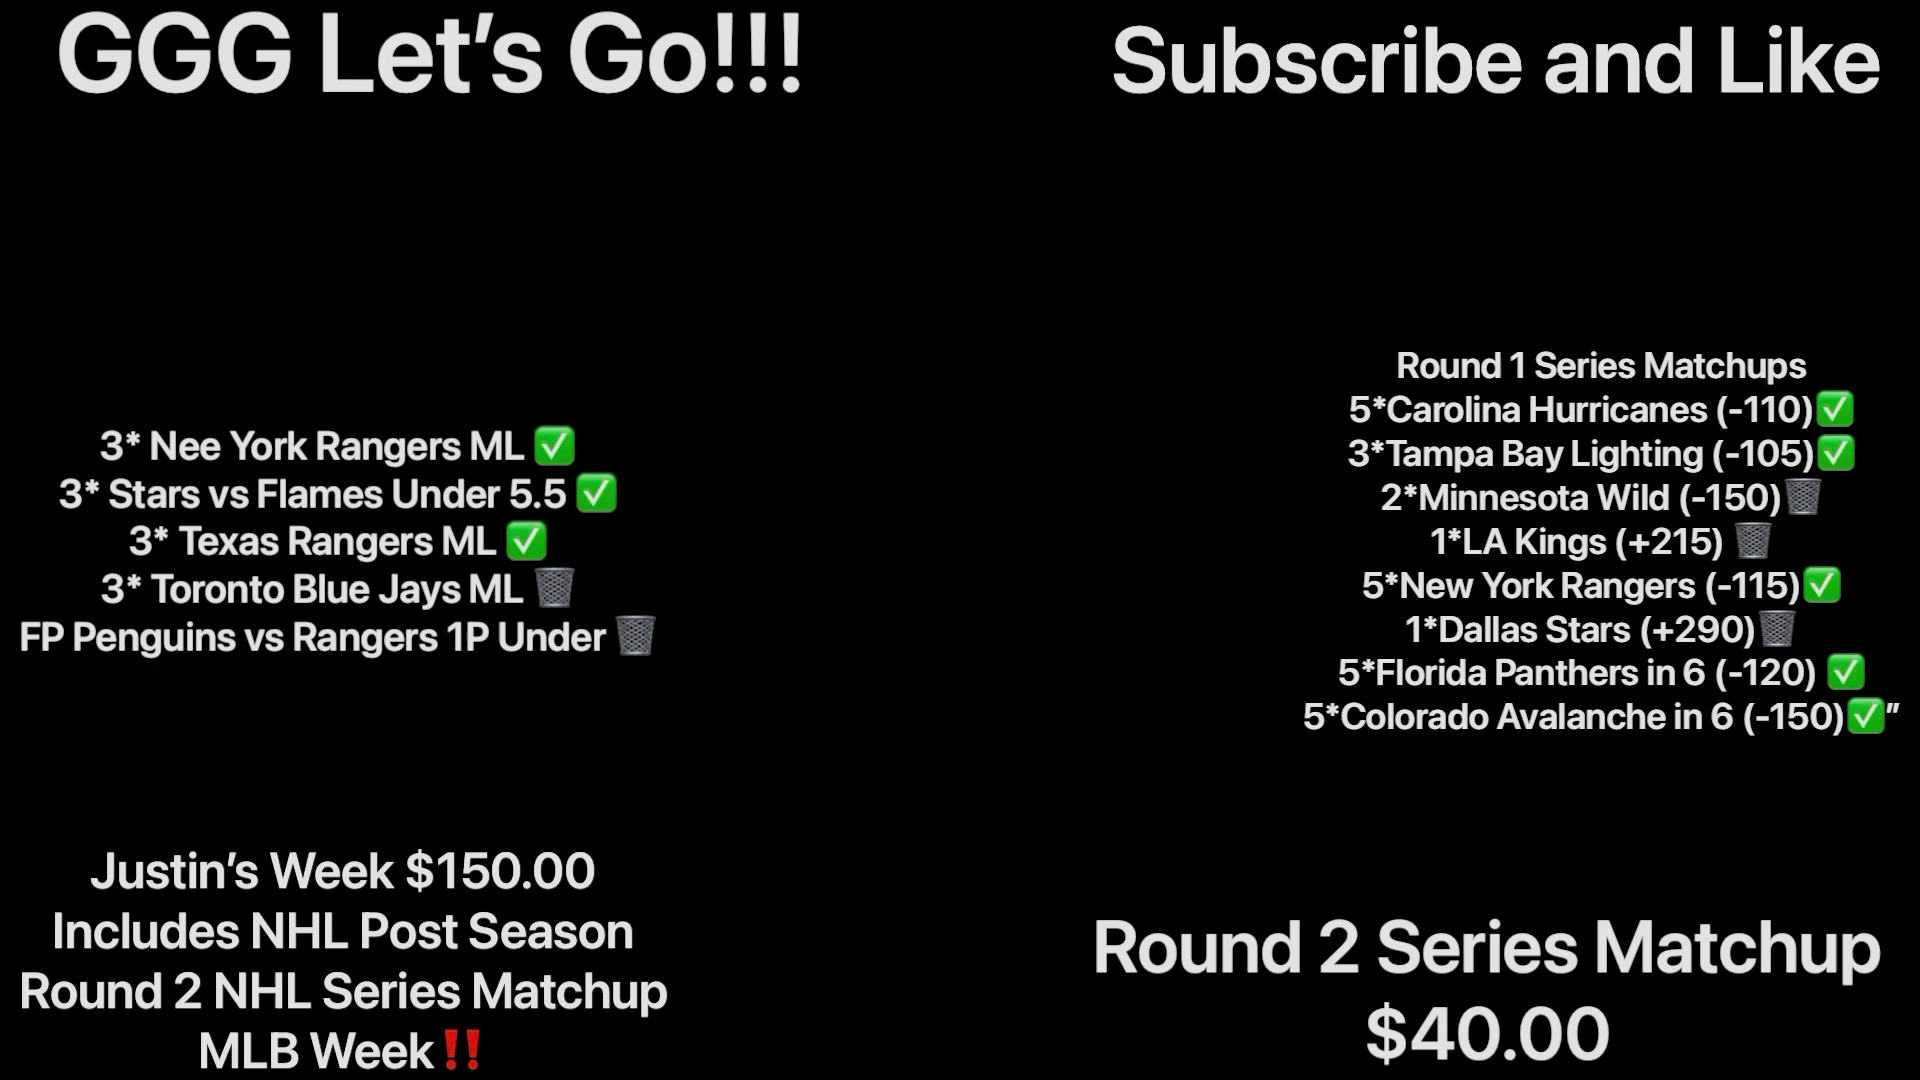 GGG Let’s Go!!!
Subscribe and Like
3* Nee York Rangers ML ✅
3* Stars vs Flames Under 5.5 ✅
3* Texas Rangers ML ✅
3* Toronto Blue Jays ML 🗑
FP Penguins vs Rangers 1P Under 🗑
Round 1 Series Matchups
5*Carolina Hurricanes (-110)✅
3*Tampa Bay Lighting (-105)✅
2*Minnesota Wild (-150)🗑
1*LA Kings (+215) 🗑
5*New York Rangers (-115)✅
1*Dallas Stars (+290)🗑
5*Florida Panthers in 6 (-120) ✅
5*Colorado Avalanche in 6 (-150)✅”
Justin’s Week $150.00
Includes NHL Post Season
Round 2 NHL Series Matchup
MLB Week‼️
Round 2 Series Matchup
$40.00